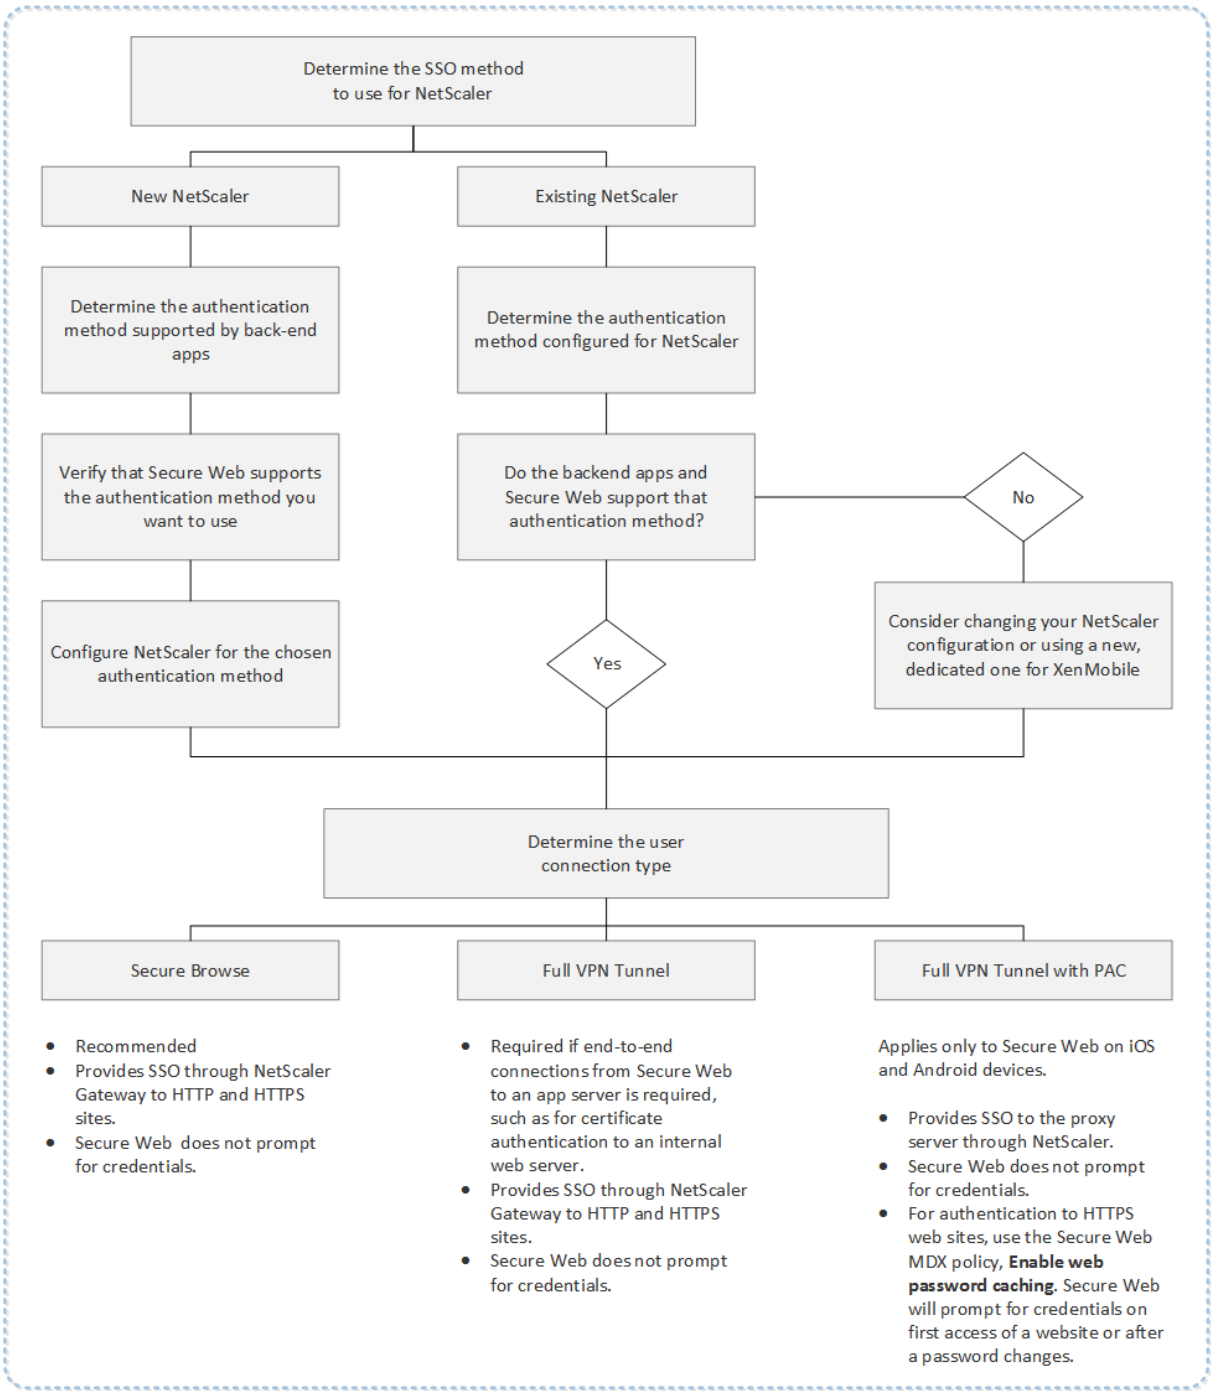 Determine the SSO method
to use for NetScaler
New NetScaler
Existing NetScaler
Determine the authentication
method supported by back-end
apps
Determine the authentication
method configured for NetScaler
Verify that Secure Web supports
the authentication method you
want to use
Do the backend apps and
Secure Web support that
authentication method?
No
Configure NetScaler for the chosen
authentication method
Yes
Consider changing your NetScaler
configuration or using a new,
dedicated one for XenMobile
Determine the user
connection type
Secure Browse
Full VPN Tunnel
Full VPN Tunnel with PAC
• Recommended
• Provides SSO through NetScaler
Gateway to HTTP and HTTPS
sites.
• Secure Web does not prompt
for credentials.
• Required if end-to-end
connections from Secure Web
to an app server is required,
such as for certificate
authentication to an internal
web server.
• Provides SSO through NetScaler
Gateway to HTTP and HTTPS
sites.
• Secure Web does not prompt
for credentials.
Applies only to Secure Web on iOS
and Android devices.
• Provides SSO to the proxy
server through NetScaler.
• Secure Web does not prompt
for credentials.
• For authentication to HTTPS
web sites, use the Secure Web
MDX policy, Enable web
password caching. Secure Web
will prompt for credentials on
first access of a website or after
a password changes.